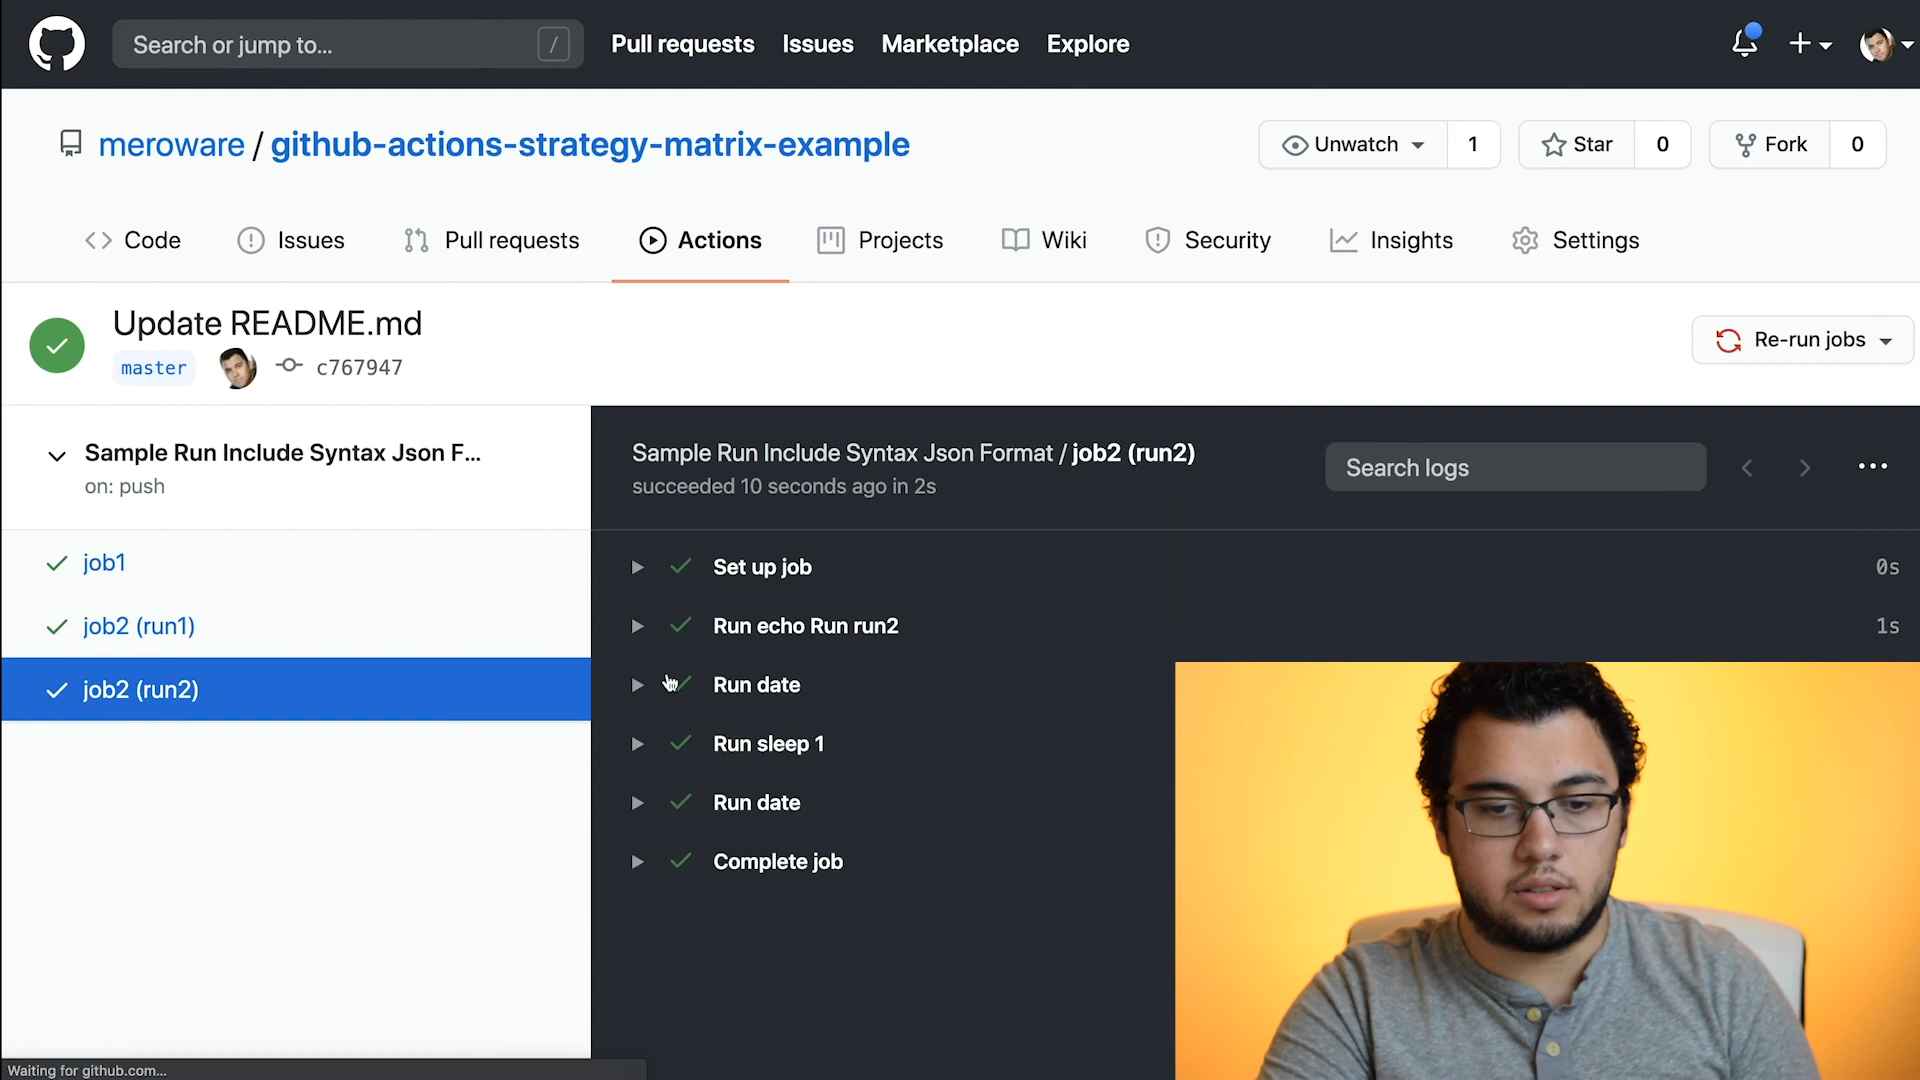 Search or jump to...
/
Pull requests
Issues
Marketplace
Explore
meroware / github-actions-strategy-matrix-example
Unwatch
1
Star
0
Fork
0
Code
Issues
Pull requests
Actions
Projects
Wiki
Security
Insights
Settings
Update README.md
master
c767947
Re-run jobs
Sample Run Include Syntax Json F...
on: push
job1
job2 (run1)
job2 (run2)
Sample Run Include Syntax Json Format / job2 (run2)
succeeded 10 seconds ago in 2s
Search logs
Set up job
0s
Run echo Run run2
1s
Run date
Run sleep 1
Run date
Complete job
Waiting for github.com...